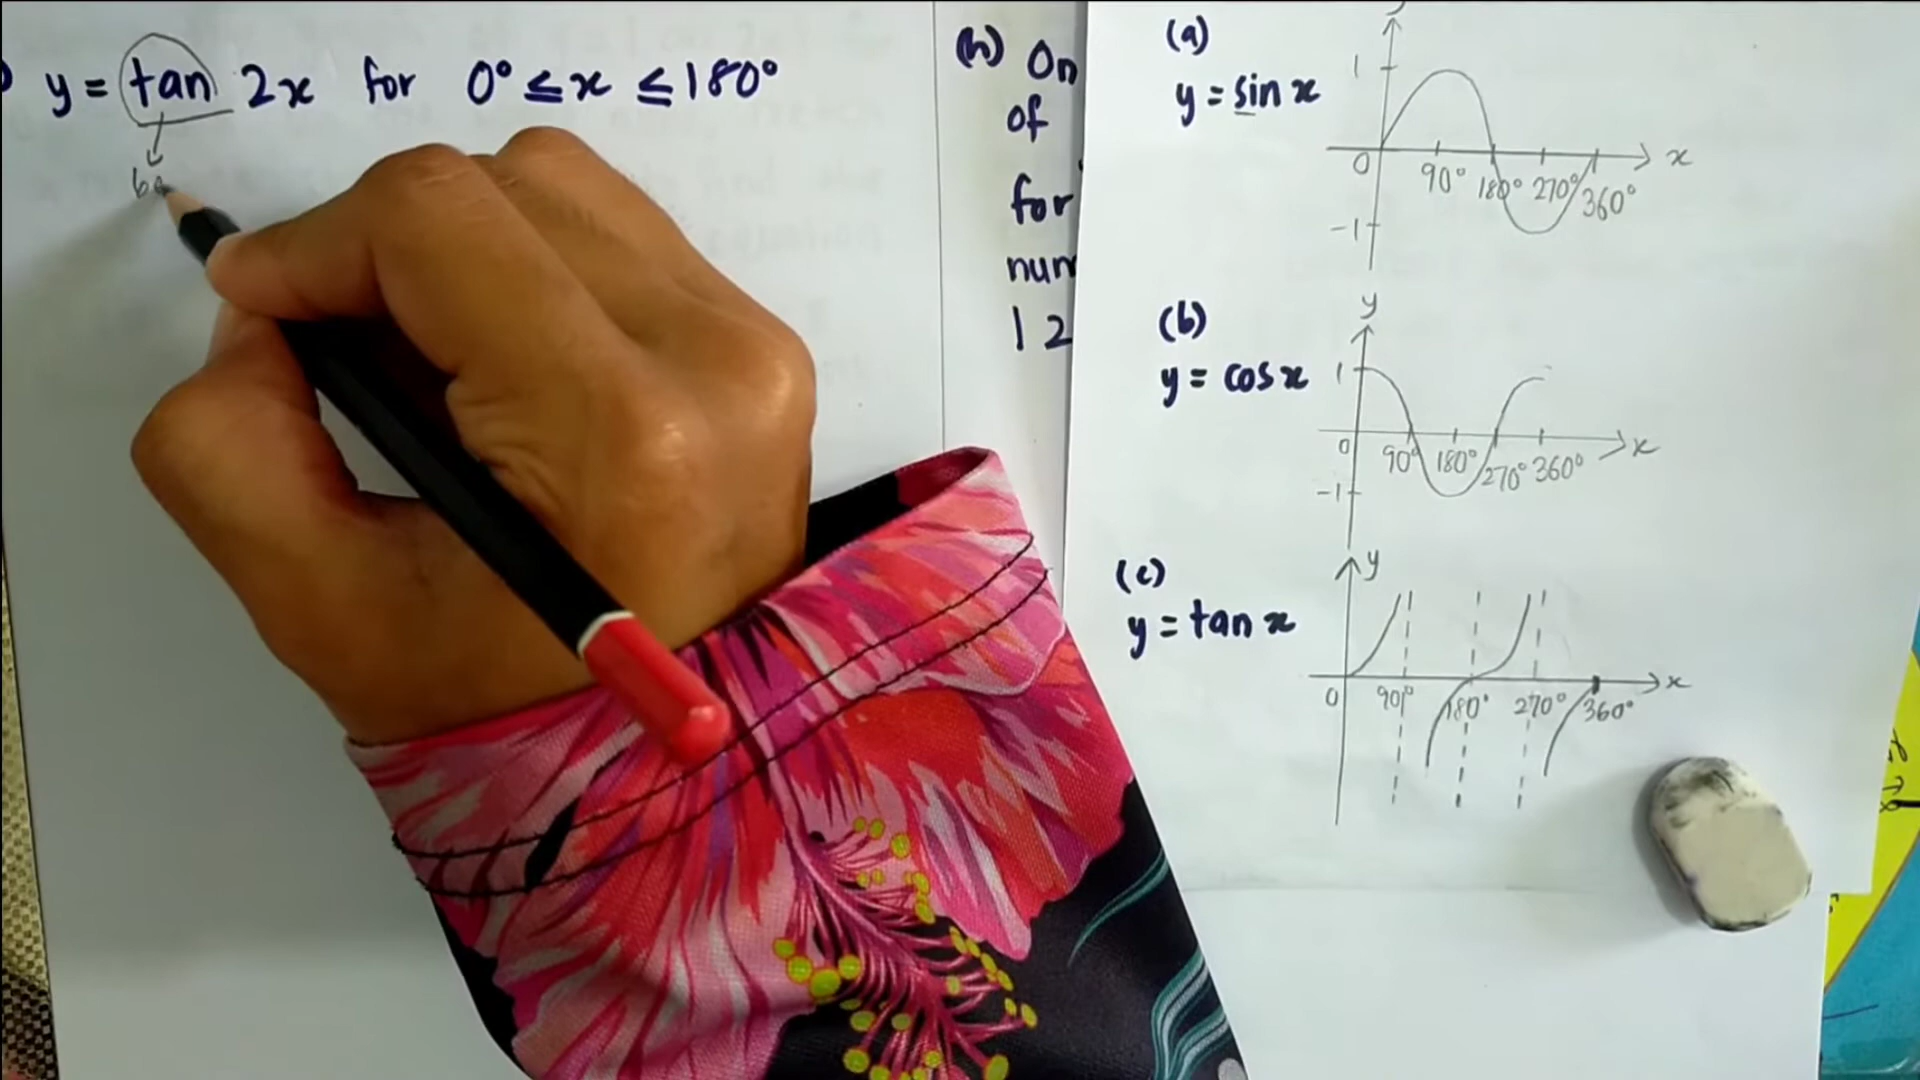 y = tan 2x for 0° ≤ x ≤ 180°
(h) On
of
for
num
12
(a)
y = sin x
1
0
90° 180° 270° 360°
x
-1
(b)
y
y = cos x
1
0
90° 180° 270° 360°
x
-1
(c)
y
y = tan x
0
90° 180° 270° 360°
x